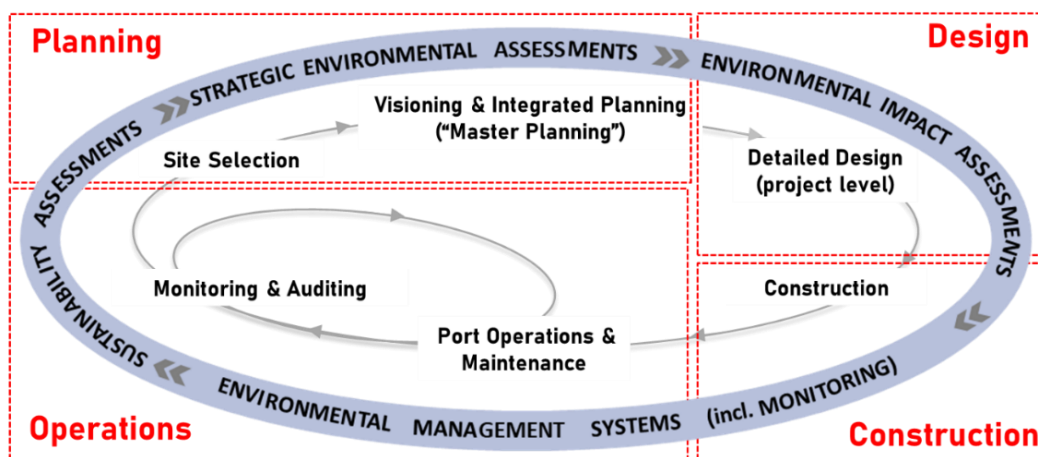 Planning
Design
STRATEGIC ENVIRONMENTAL ASSESSMENTS
ENVIRONMENTAL IMPACT ASSESSMENTS
Visioning & Integrated Planning
(“Master Planning”)
Site Selection
Detailed Design
(project level)
SUSTAINABILITY ASSESSMENTS
Monitoring & Auditing
Construction
Port Operations &
Maintenance
ENVIRONMENTAL MANAGEMENT SYSTEMS (incl. MONITORING)
Operations
Construction